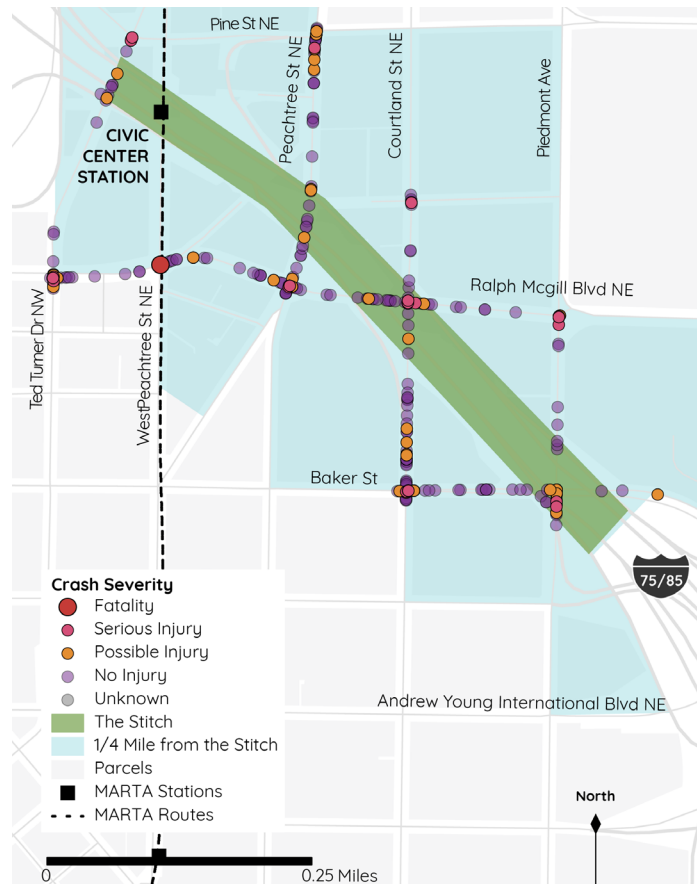 Pine St NE
Peachtree St NE
Courtland St NE
Piedmont Ave
CIVIC
CENTER
STATION
Ralph Mcgill Blvd NE
Ted Turner Dr NW
WestPeachtree St NE
Baker St
75/85
Crash Severity
Fatality
Serious Injury
Possible Injury
No Injury
Unknown
The Stitch
1/4 Mile from the Stitch
Parcels
MARTA Stations
MARTA Routes
Andrew Young International Blvd NE
North
0
0.25 Miles